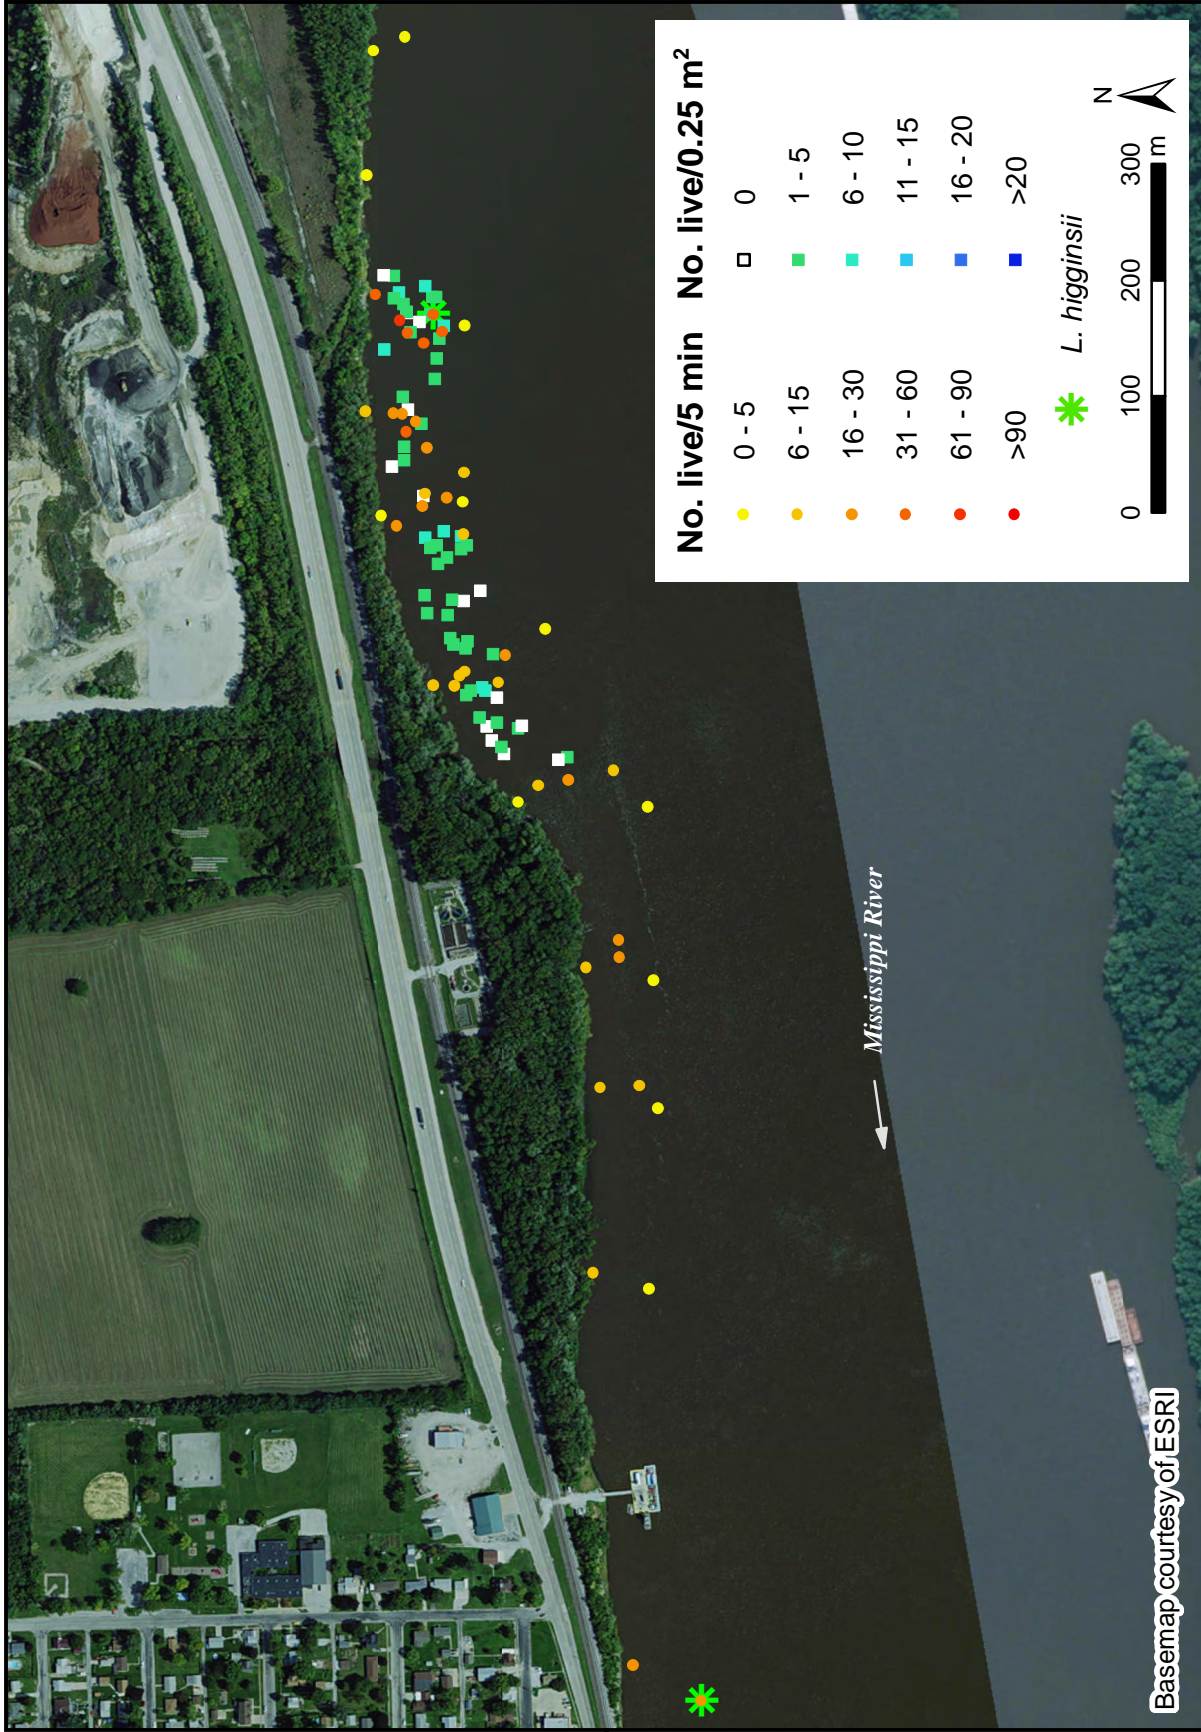 Mississippi River
No. live/5 min No. live/0.25 m²
0 - 5 0
6 - 15 1 - 5
16 - 30 6 - 10
31 - 60 11 - 15
61 - 90 16 - 20
>90 >20
L. higginsii
N
0 100 200 300
m
Basemap courtesy of ESRI